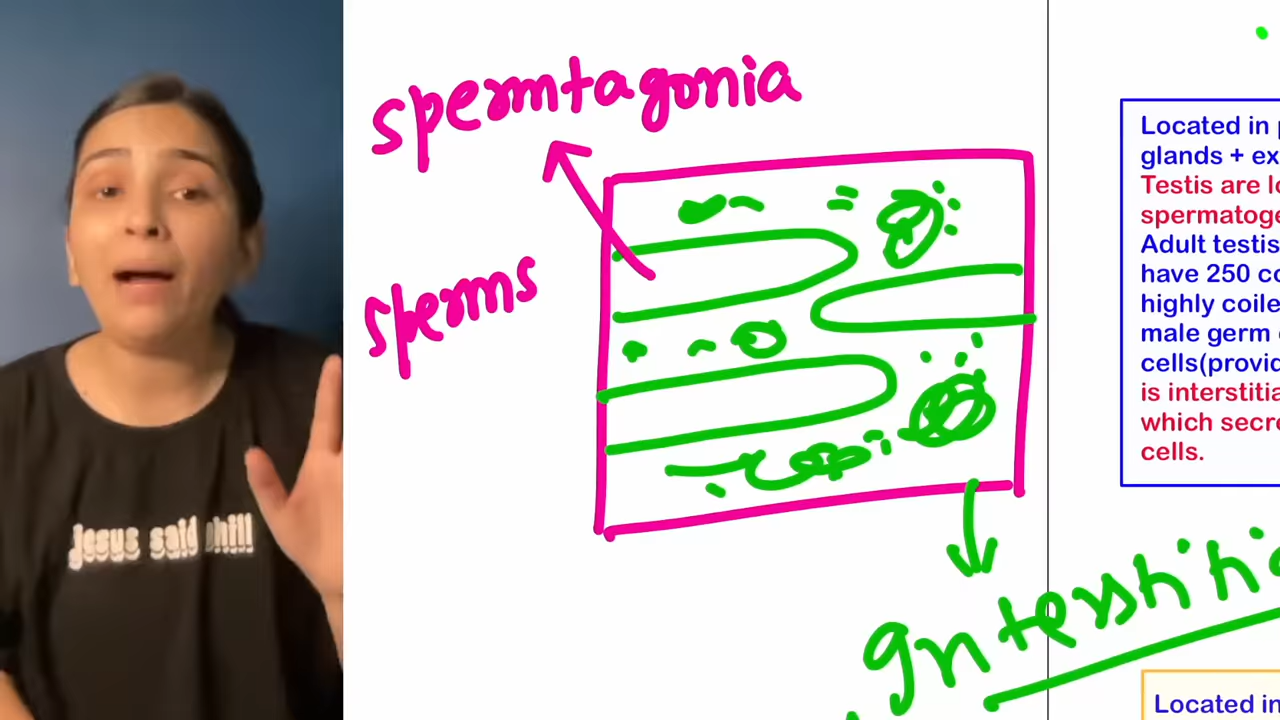 spermtagonia
sperms
Jesus said chill
Located in
glands + ex
Testis are lo
spermatoge
Adult testis
have 250 co
highly coile
male germ
cells(provid
is interstitia
which secre
cells.
Intersti
Located in